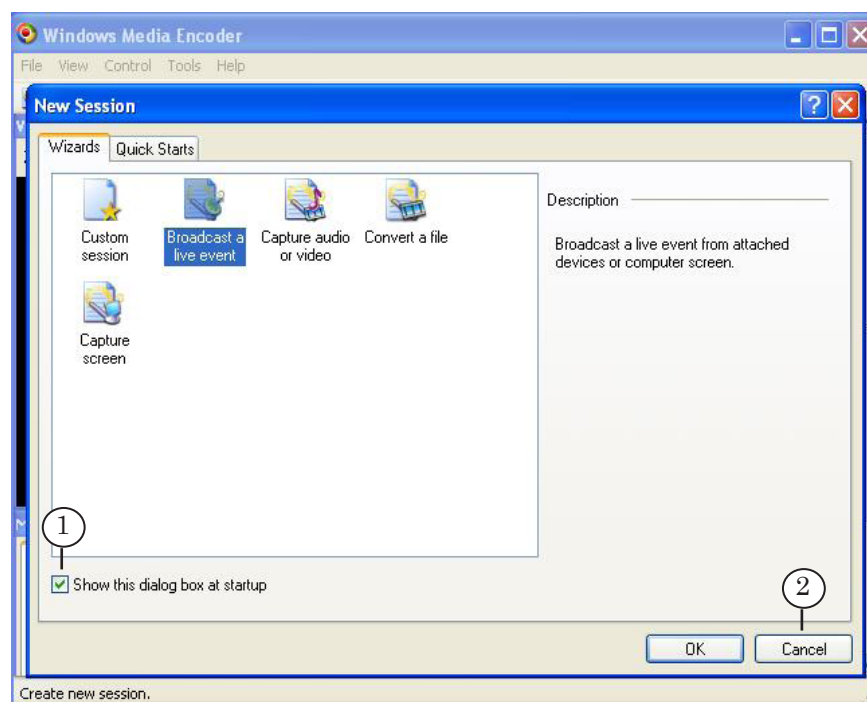 Windows Media Encoder
File View Control Tools Help
New Session
Wizards Quick Starts
Custom session
Broadcast a live event
Capture audio or video
Convert a file
Capture screen
Description
Broadcast a live event from attached
devices or computer screen.
1
Show this dialog box at startup
2
OK Cancel
Create new session.